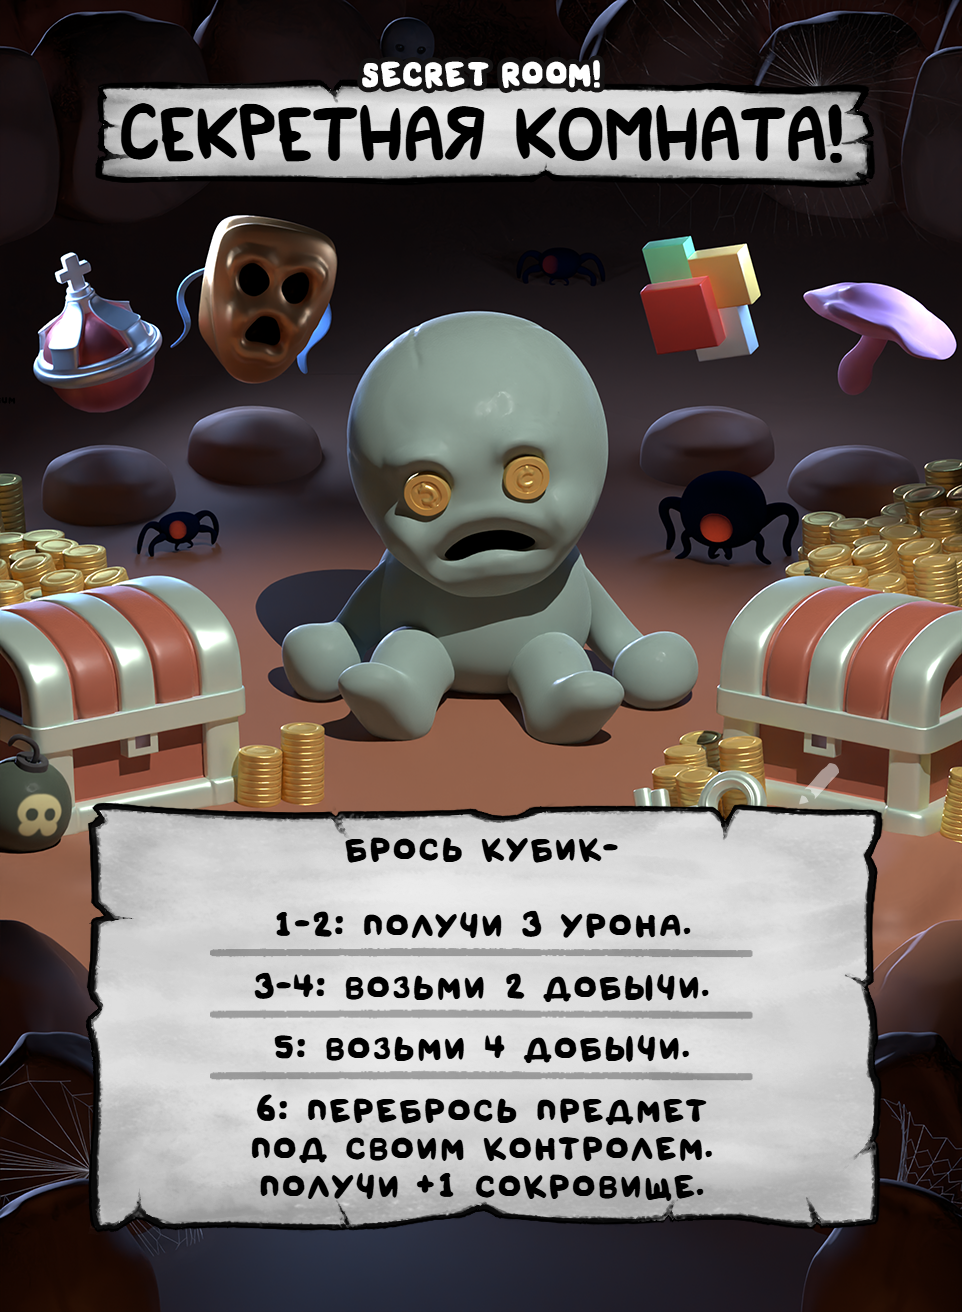 SECRET ROOM!
СЕКРЕТНАЯ КОМНАТА!
БРОСЬ КУБИК-
1-2: ПОЛУЧИ 3 УРОНА.
3-4: ВОЗЬМИ 2 ДОБЫЧИ.
5: ВОЗЬМИ 4 ДОБЫЧИ.
6: ПЕРЕБРОСЬ ПРЕДМЕТ
ПОД СВОИМ КОНТРОЛЕМ.
ПОЛУЧИ +1 СОКРОВИЩЕ.